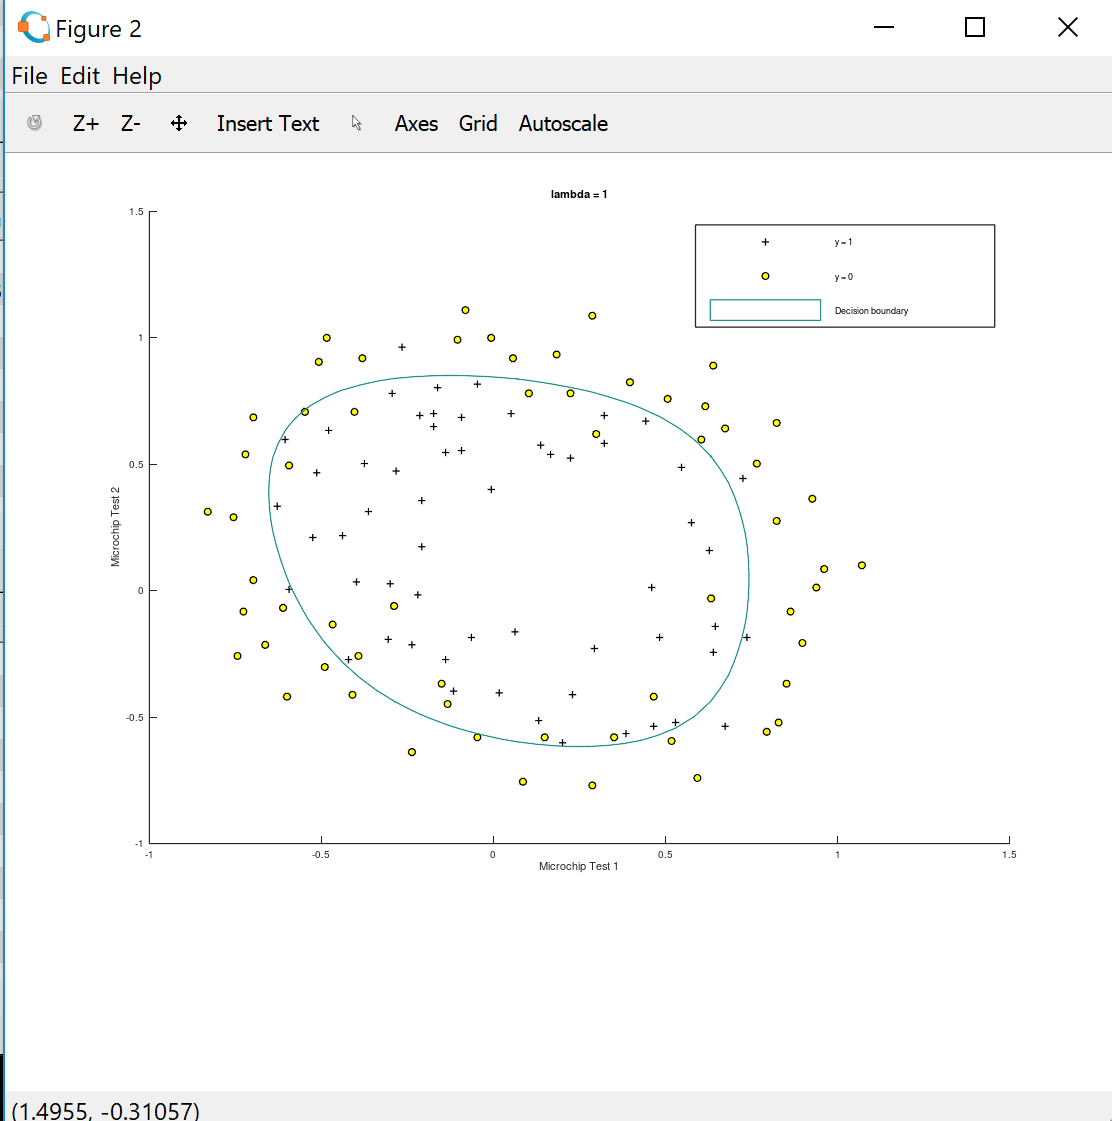 Figure 2
File Edit Help
Z+ Z- Insert Text Axes Grid Autoscale
lambda = 1
1.5
y = 1
y = 0
Decision boundary
1
0.5
Microchip Test 2
0
-0.5
-1
-1 -0.5 0 0.5 1 1.5
Microchip Test 1
(1.4955, -0.31057)